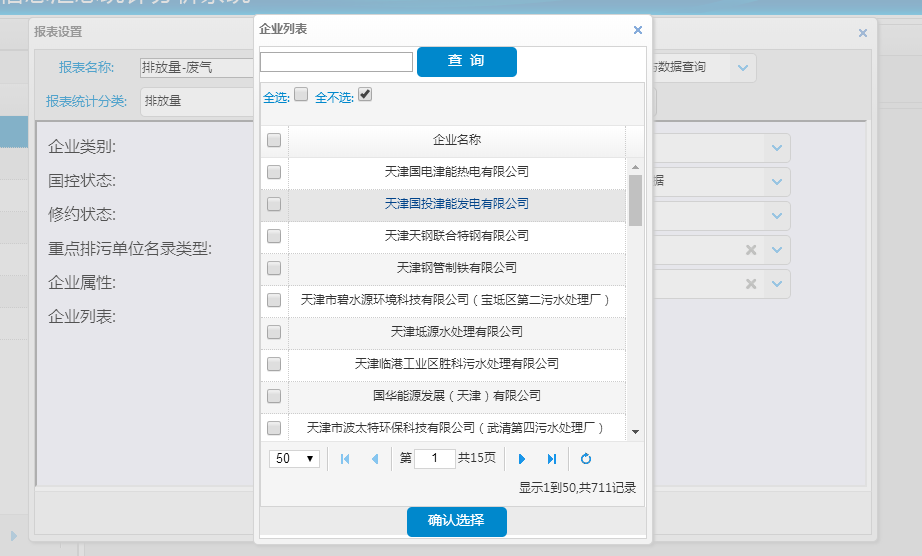 企业列表
报表设置
报表名称:
排放量-废气
与数据查询
报表统计分类:
排放量
企业类别:
国控状态:
据
修约状态:
重点排污单位名录类型:
企业属性:
企业列表:
查 询
全选: 全不选:
企业名称
天津国电津能热电有限公司
天津国投津能发电有限公司
天津天钢联合特钢有限公司
天津钢管制铁有限公司
天津市碧水源环境科技有限公司（宝坻区第二污水处理厂）
天津坻源水处理有限公司
天津临港工业区胜科污水处理有限公司
国华能源发展（天津）有限公司
天津市波太特环保科技有限公司（武清第四污水处理厂）
50 第 1 共15页
显示1到50,共711记录
确认选择